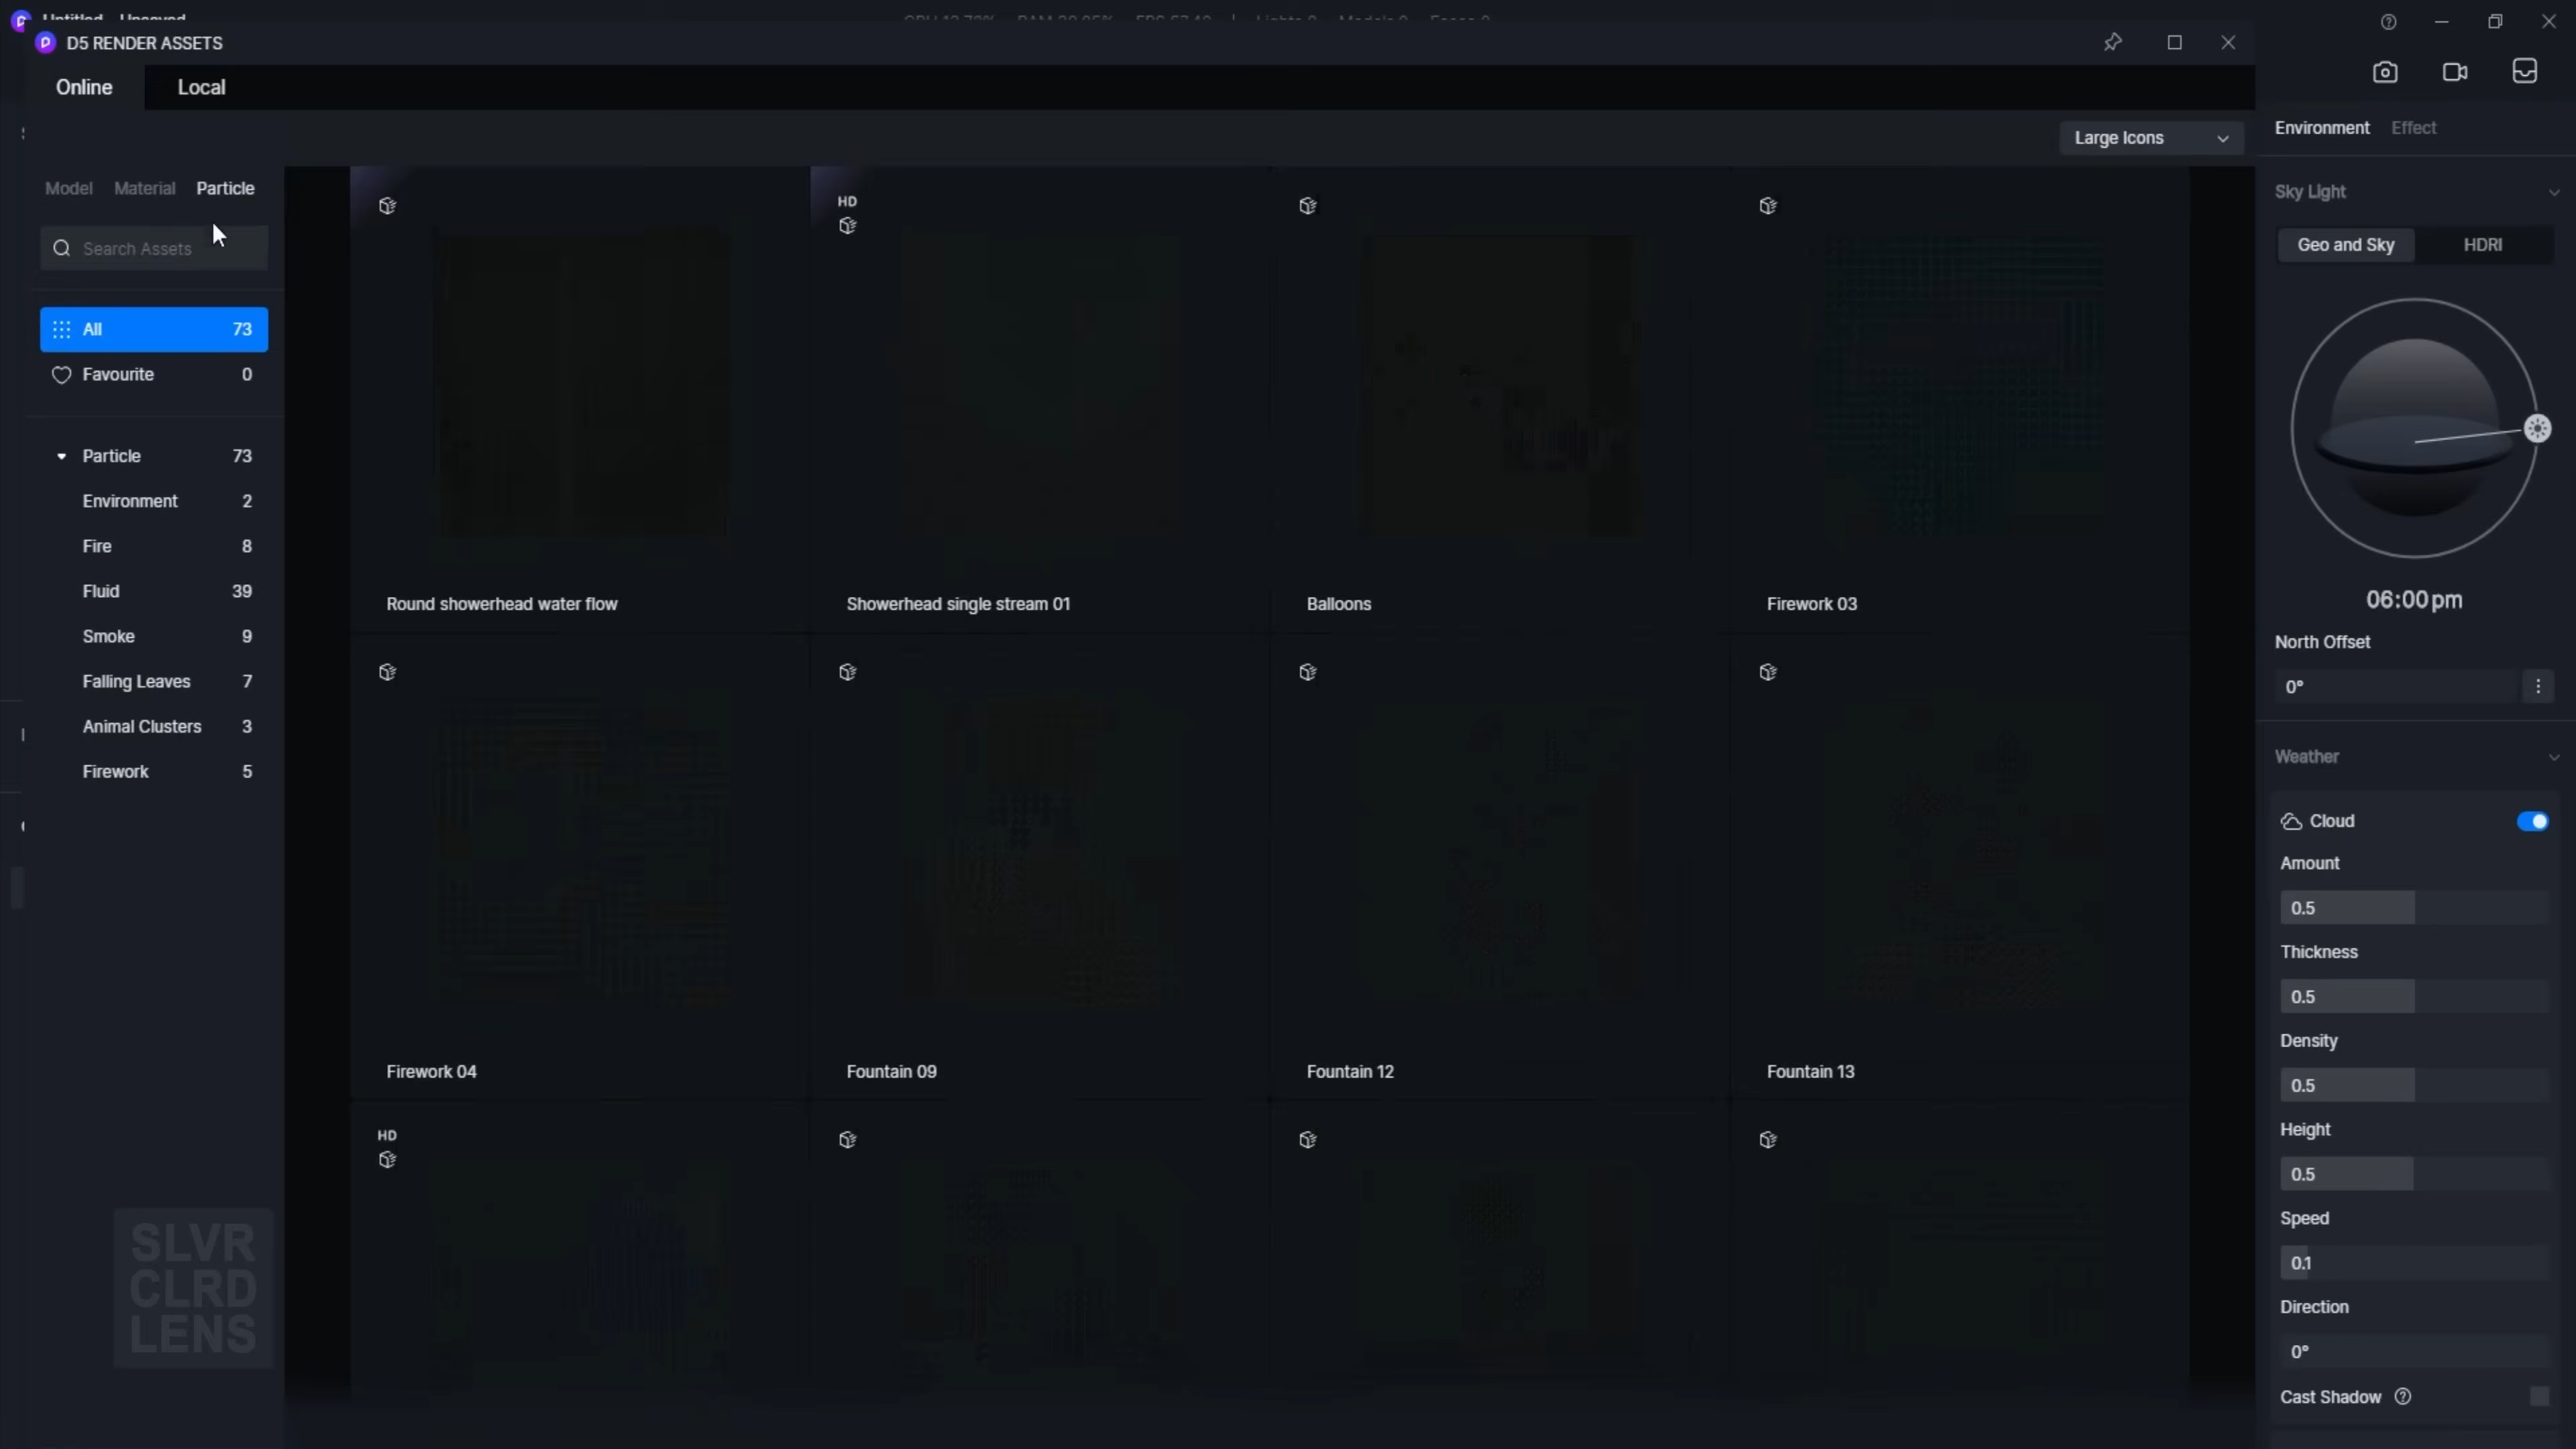 Untitled - Unsaved
D5 RENDER ASSETS
Online
Local
Large Icons
Environment
Effect
Model
Material
Particle
Search Assets
All 73
Favourite 0
Particle 73
Environment 2
Fire 8
Fluid 39
Smoke 9
Falling Leaves 7
Animal Clusters 3
Firework 5
HD
Round showerhead water flow
Showerhead single stream 01
Balloons
Firework 03
Firework 04
Fountain 09
Fountain 12
Fountain 13
HD
Sky Light
Geo and Sky
HDRI
06:00 pm
North Offset
0°
Weather
Cloud
Amount
0.5
Thickness
0.5
Density
0.5
Height
0.5
Speed
0.1
Direction
0°
Cast Shadow
SLVR
CLRD
LENS